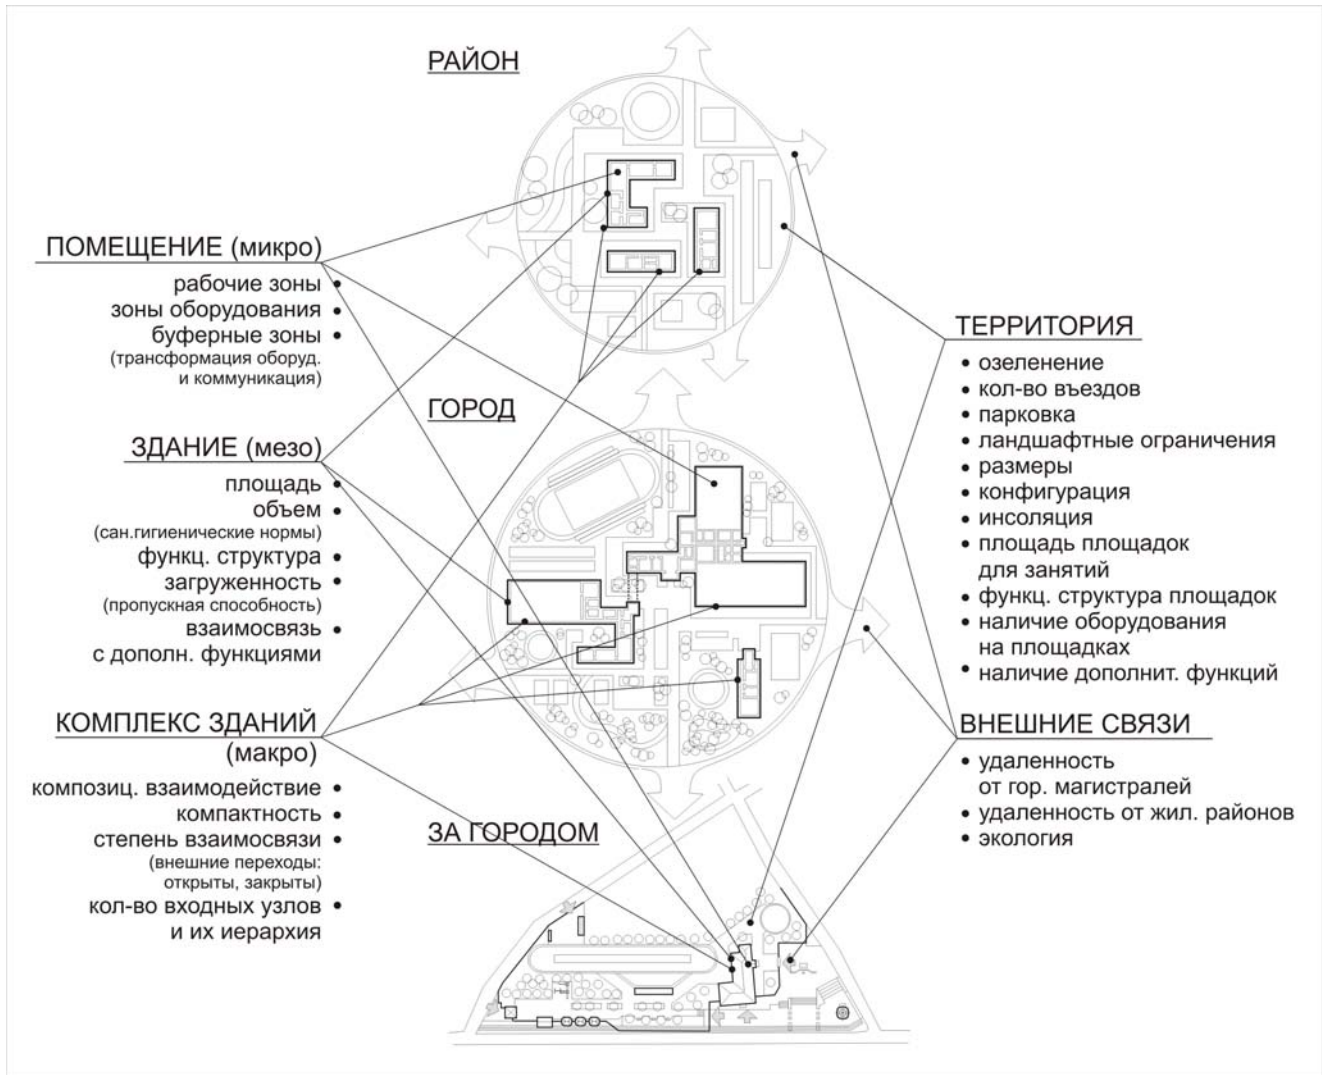 РАЙОН
ПОМЕЩЕНИЕ (микро)
рабочие зоны
зоны оборудования
буферные зоны
(трансформация оборуд.
и коммуникация)
ГОРОД
ЗДАНИЕ (мезо)
площадь
объем
(сан.гигиенические нормы)
функц. структура
загруженность
(пропускная способность)
взаимосвязь
с дополн. функциями
КОМПЛЕКС ЗДАНИЙ
(макро)
композиц. взаимодействие
компактность
степень взаимосвязи
(внешние переходы:
открыты, закрыты)
кол-во входных узлов
и их иерархия
ЗА ГОРОДОМ
ТЕРРИТОРИЯ
озеленение
кол-во въездов
парковка
ландшафтные ограничения
размеры
конфигурация
инсоляция
площадь площадок
для занятий
функц. структура площадок
наличие оборудования
на площадках
наличие дополнит. функций
ВНЕШНИЕ СВЯЗИ
удаленность
от гор. магистралей
удаленность от жил. районов
экология